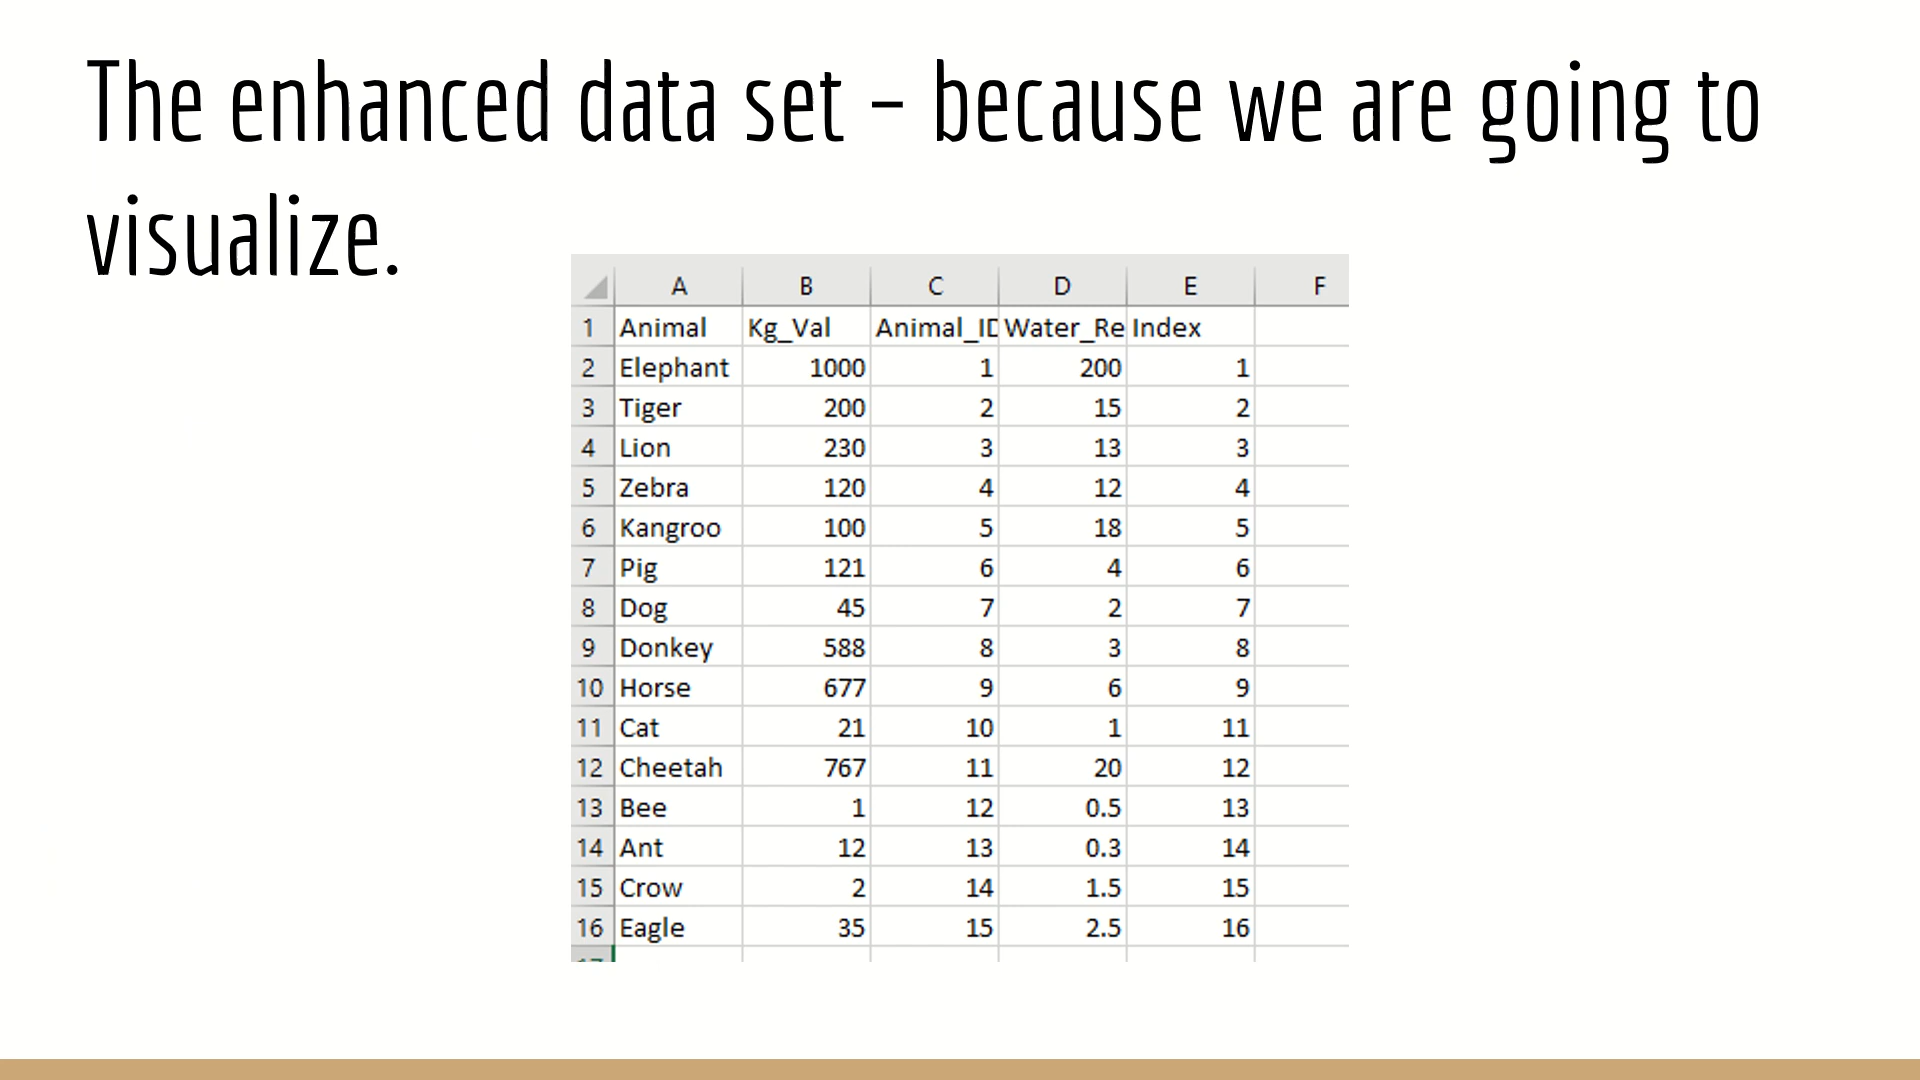 The enhanced data set – because we are going to
visualize.
A B C D E F
1 Animal Kg_Val Animal_ID Water_Re Index
2 Elephant 1000 1 200 1
3 Tiger 200 2 15 2
4 Lion 230 3 13 3
5 Zebra 120 4 12 4
6 Kangroo 100 5 18 5
7 Pig 121 6 4 6
8 Dog 45 7 2 7
9 Donkey 588 8 3 8
10 Horse 677 9 6 9
11 Cat 21 10 1 11
12 Cheetah 767 11 20 12
13 Bee 1 12 0.5 13
14 Ant 12 13 0.3 14
15 Crow 2 14 1.5 15
16 Eagle 35 15 2.5 16